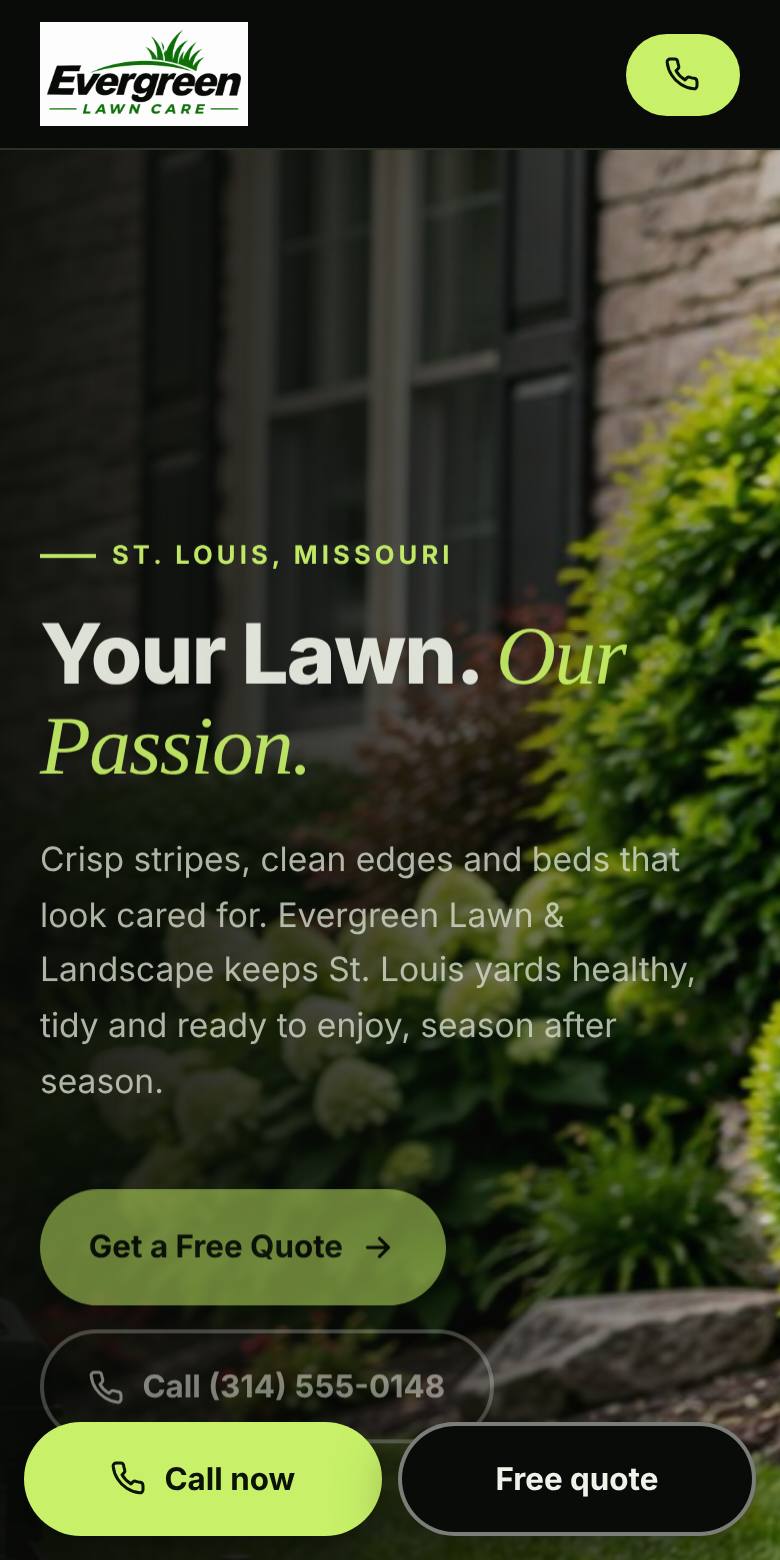 Evergreen
LAWN CARE
ST. LOUIS, MISSOURI
Your Lawn. Our
Passion.
Crisp stripes, clean edges and beds that
look cared for. Evergreen Lawn &
Landscape keeps St. Louis yards healthy,
tidy and ready to enjoy, season after
season.
Get a Free Quote →
Call (314) 555-0148
Call now
Free quote